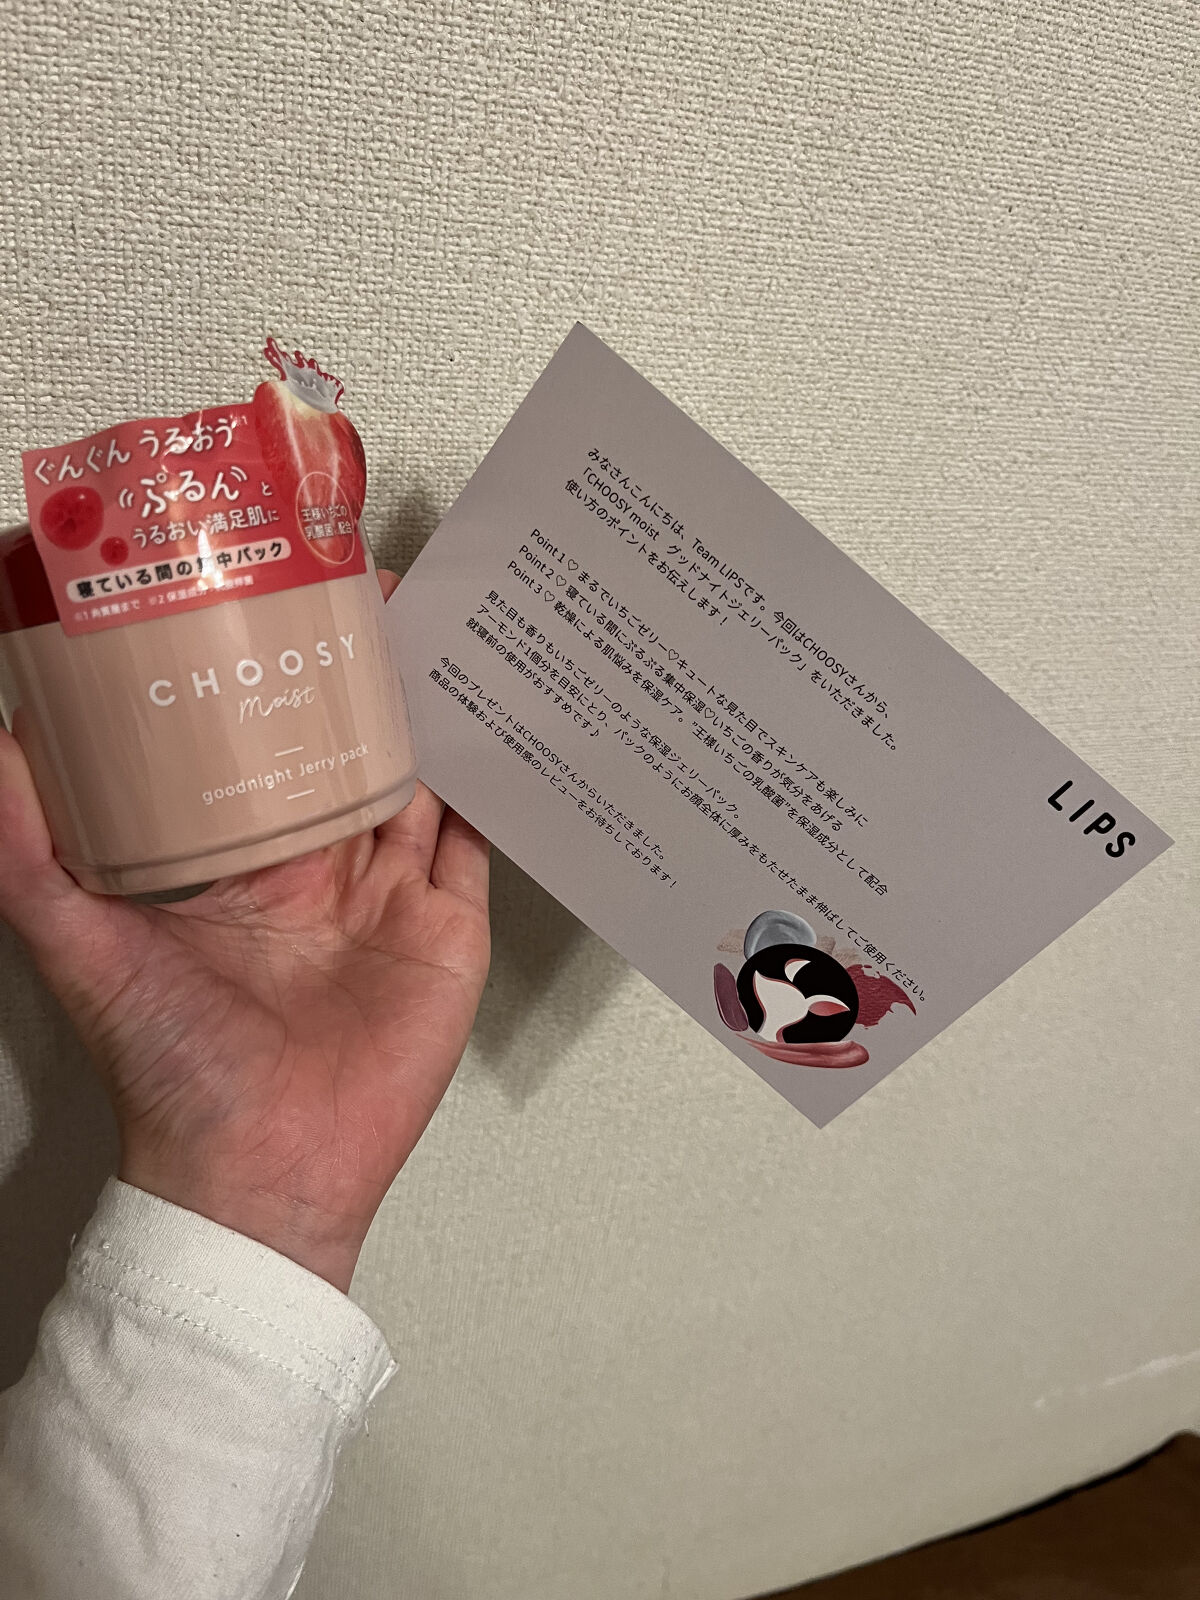 ぐんぐん うるおう※1
“ぷるん”と
うるおい満足肌に
王様いちごの
乳酸菌※2配合
寝ている間の集中パック
※1 角質層まで ※2 保湿成分
CHOOSY
Moist
goodnight Jerry pack
LIPS
みなさんこんにちは、Team LIPSです。今回はCHOOSYさんから、
「CHOOSY moist グッドナイトジェリーパック」をいただきました。
使い方のポイントをお伝えします！
Point 1 ♡ まるでいちごゼリー♡キュートな見た目でスキンケアも楽しみに
Point 2 ♡ 寝ている間にぷるぷる集中保湿♡いちごの香りが気分をあげる
Point 3 ♡ 乾燥による肌悩みを保湿ケア。”王様いちごの乳酸菌”を保湿成分として配合
見た目も香りもいちごゼリーのような保湿ジェリーパック。
アーモンド1個分を目安にとり、パックのようにお顔全体に厚みをもたせたまま伸ばしてご使用ください。
就寝前の使用がおすすめです♪
今回のプレゼントはCHOOSYさんからいただきました。
商品の体験および使用感のレビューをお待ちしております！